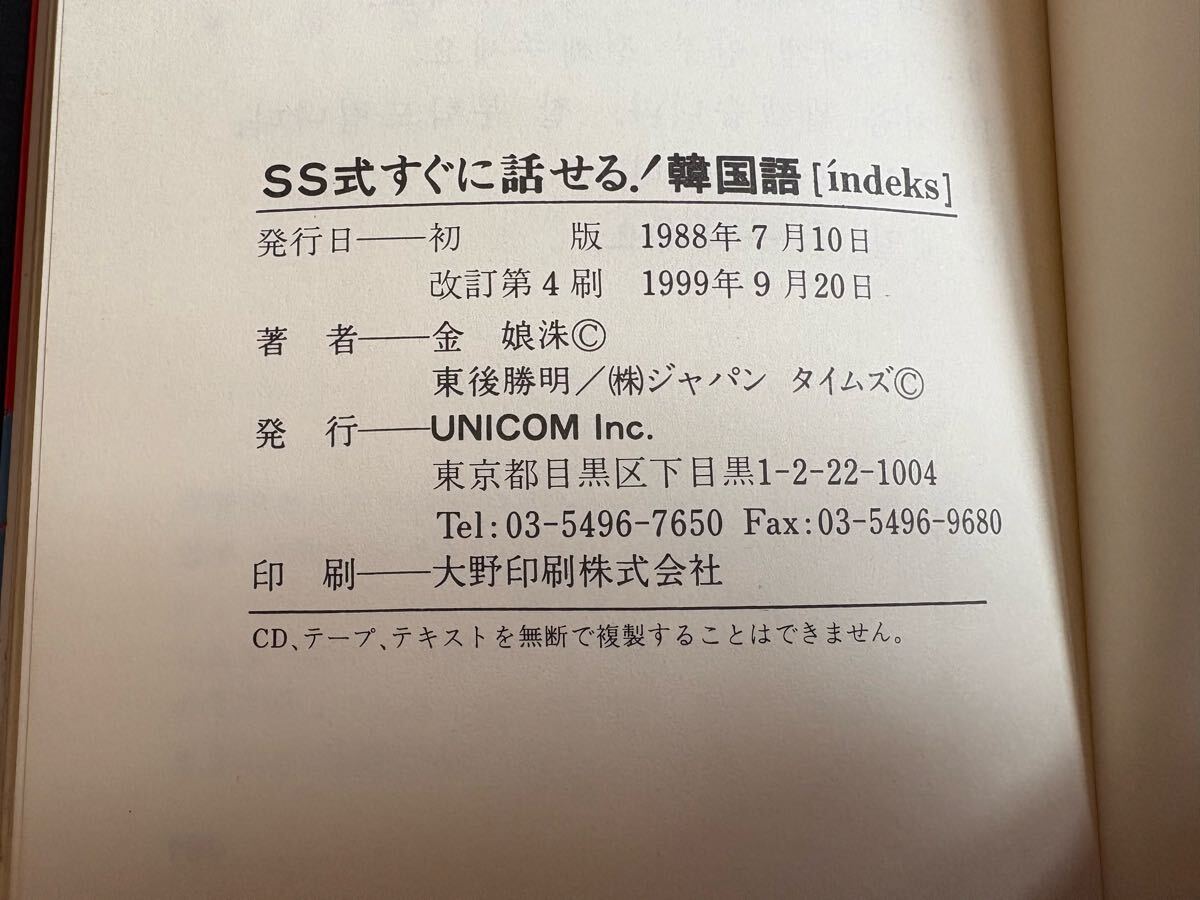 SS式すぐに話せる!韓国語[índeks]
発行日――初　版 1988年7月10日
改訂第4刷 1999年9月20日
著　者――金　娘洙Ⓒ
東後勝明/㈱ジャパン タイムズⒸ
発　行――UNICOM Inc.
東京都目黒区下目黒1-2-22-1004
Tel:03-5496-7650 Fax:03-5496-9680
印　刷――大野印刷株式会社
CD、テープ、テキストを無断で複製することはできません。